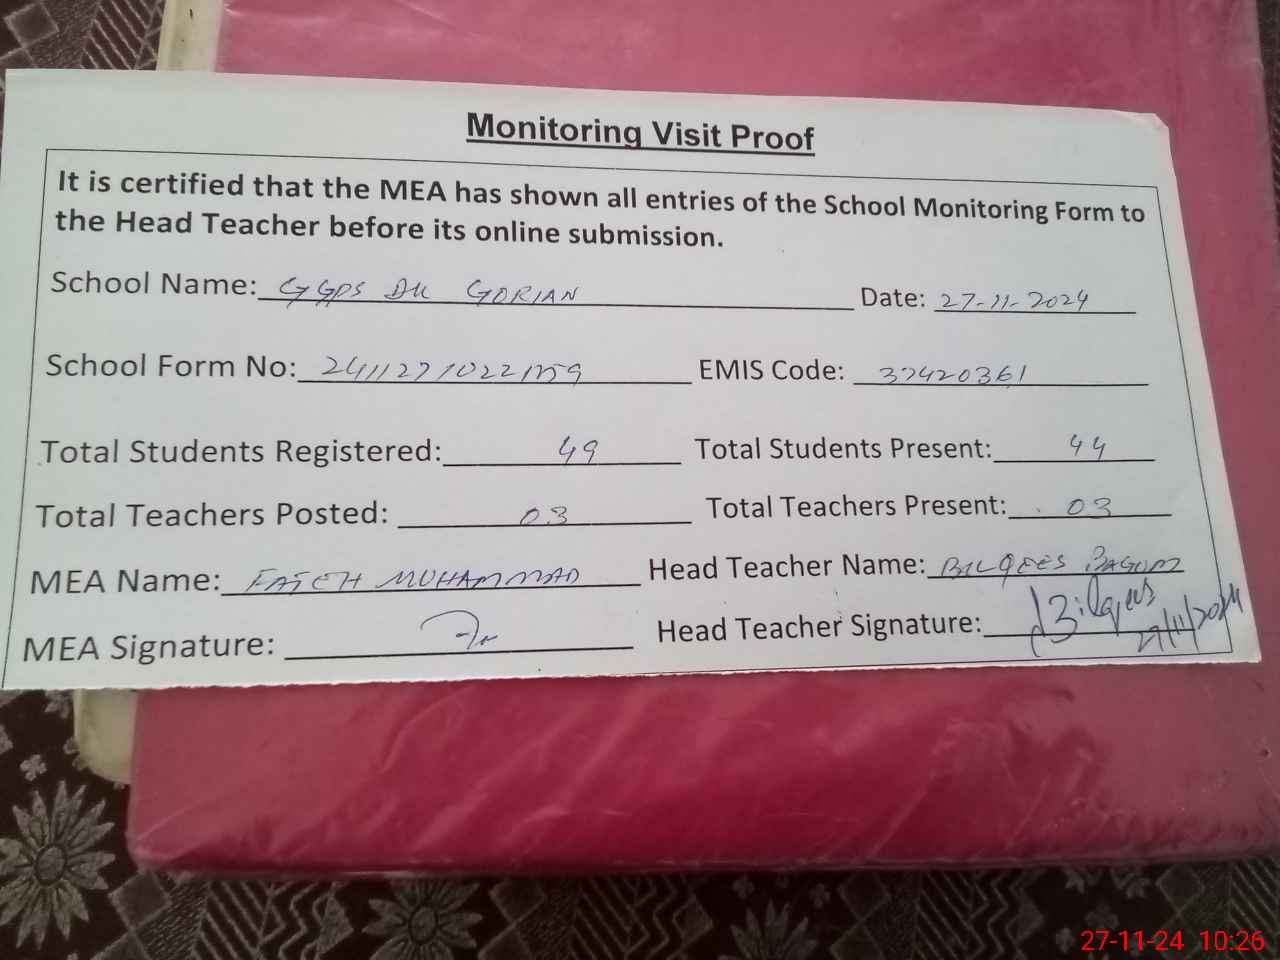 Monitoring Visit Proof
It is certified that the MEA has shown all entries of the School Monitoring Form to
the Head Teacher before its online submission.
School Name: GGPS DK GORIAN Date: 27-11-2024
School Form No: EMIS Code: 37420361
Total Students Registered: 49 Total Students Present: 44
Total Teachers Posted: 03 Total Teachers Present: 03
MEA Name: FATEH MUHAMMAD Head Teacher Name: BILQEES BAGUM
MEA Signature: Head Teacher Signature: Bilqees
27/11/2024
27-11-24 10:26